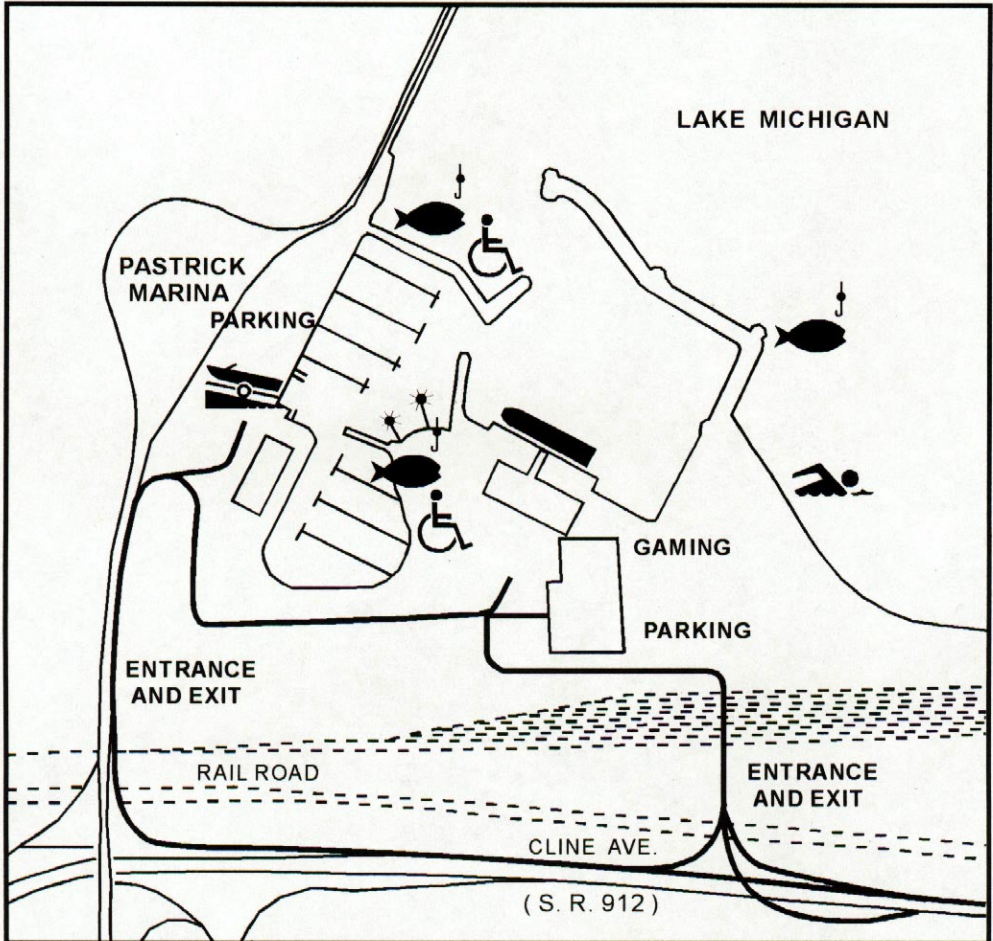 LAKE MICHIGAN
PASTRICK
MARINA
PARKING
GAMING
PARKING
ENTRANCE
AND EXIT
RAIL ROAD
ENTRANCE
AND EXIT
CLINE AVE.
( S. R. 912 )